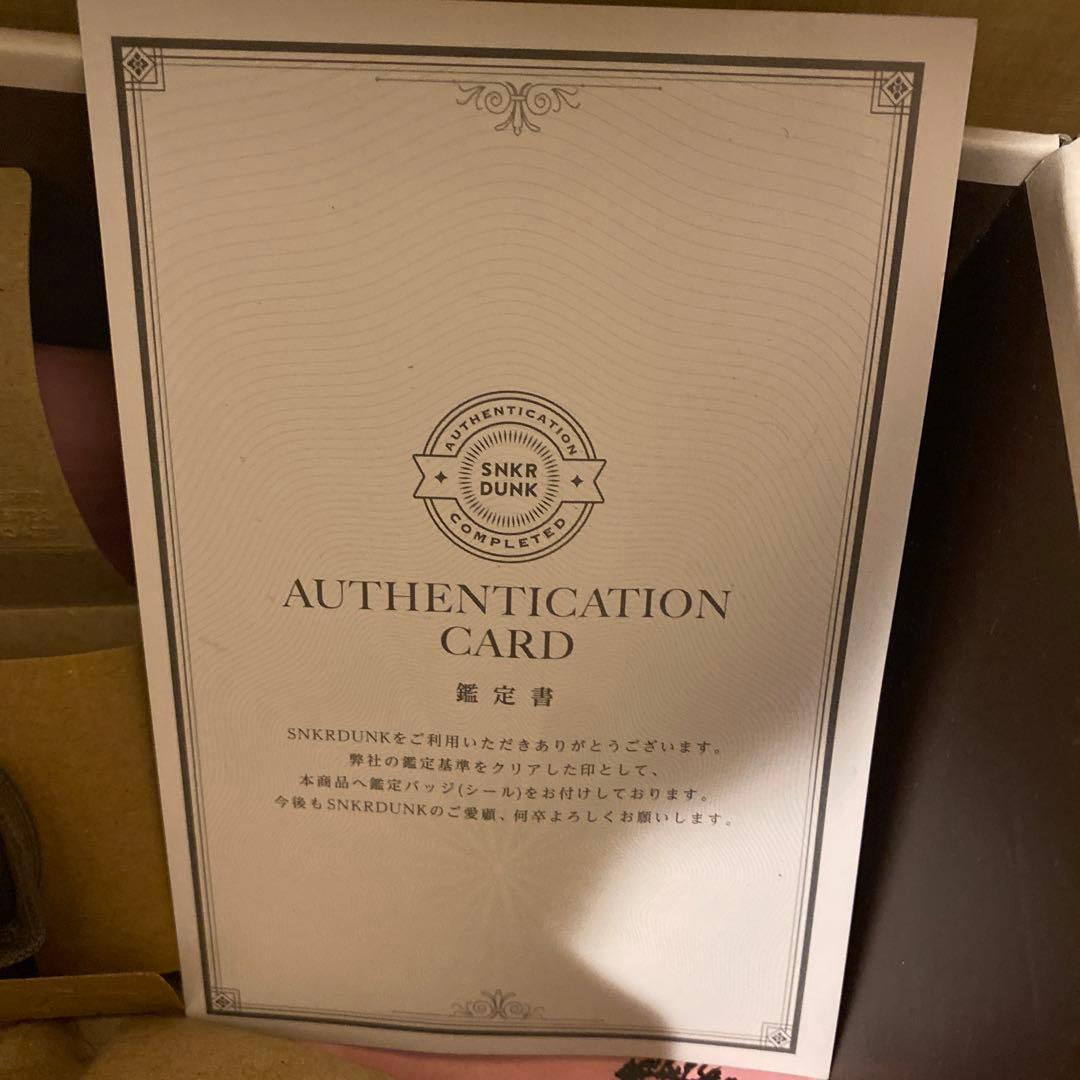 AUTHENTICATION
SNKR
DUNK
COMPLETED
AUTHENTICATION
CARD
鑑定書
SNKRDUNKをご利用いただきありがとうございます。
弊社の鑑定基準をクリアした印として、
本商品へ鑑定バッジ(シール)をお付けしております。
今後もSNKRDUNKのご愛顧、何卒よろしくお願いします。